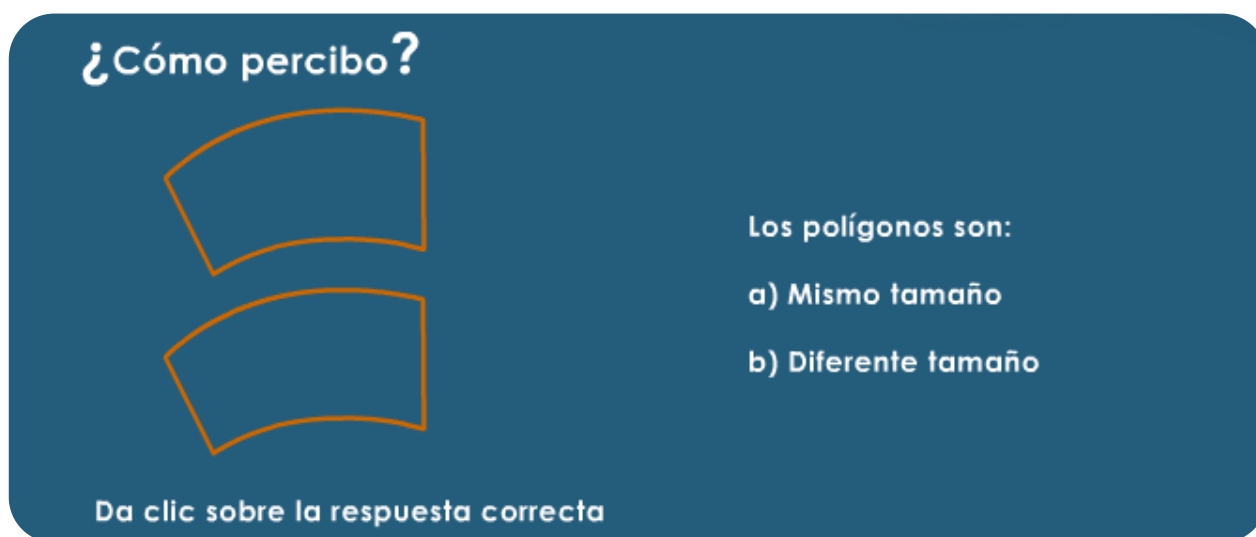 ¿Cómo percibo?
Los polígonos son:
a) Mismo tamaño
b) Diferente tamaño
Da clic sobre la respuesta correcta